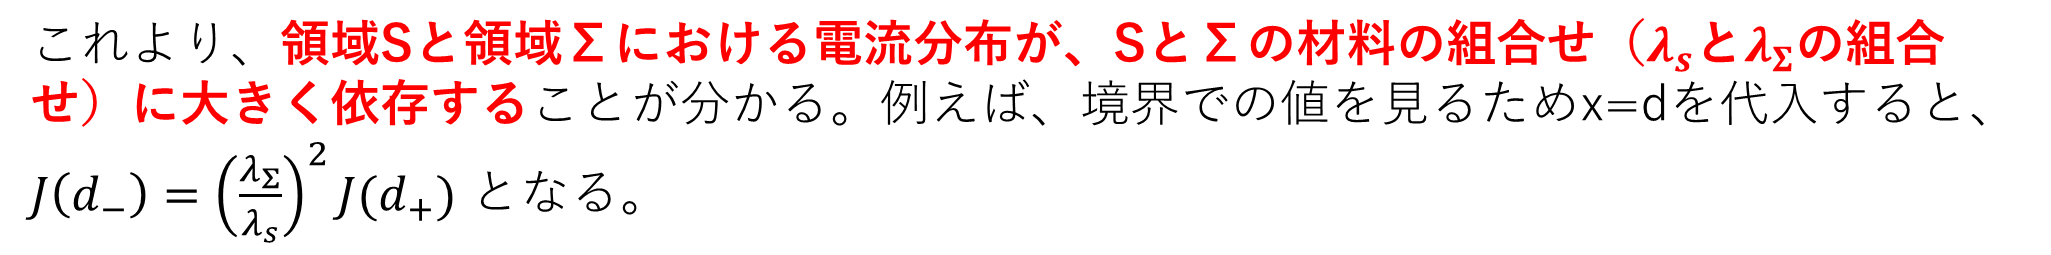 これより、領域Sと領域Σにおける電流分布が、SとΣの材料の組合せ（λ_sとλ_Σの組合
せ）に大きく依存することが分かる。例えば、境界での値を見るためx=dを代入すると、
J(d_−) = (λ_Σ/λ_s)^2 J(d_+) となる。